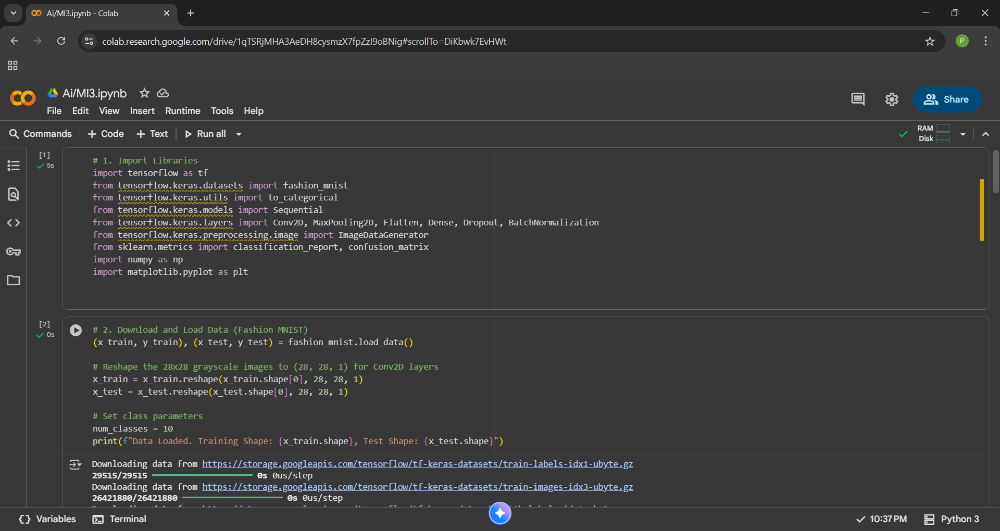 Ai/Ml3.ipynb - Colab
colab.research.google.com/drive/1qTSRjMHA3AeDH8cysmzX7fpZzI9oBNig#scrollTo=DiKbwk7EvHWt
P
Ai/Ml3.ipynb
File Edit View Insert Runtime Tools Help
Share
Commands + Code + Text Run all
RAM
Disk
[1]
5s
# 1. Import Libraries
import tensorflow as tf
from tensorflow.keras.datasets import fashion_mnist
from tensorflow.keras.utils import to_categorical
from tensorflow.keras.models import Sequential
from tensorflow.keras.layers import Conv2D, MaxPooling2D, Flatten, Dense, Dropout, BatchNormalization
from tensorflow.keras.preprocessing.image import ImageDataGenerator
from sklearn.metrics import classification_report, confusion_matrix
import numpy as np
import matplotlib.pyplot as plt
[2]
0s
# 2. Download and Load Data (Fashion MNIST)
(x_train, y_train), (x_test, y_test) = fashion_mnist.load_data()
# Reshape the 28x28 grayscale images to (28, 28, 1) for Conv2D layers
x_train = x_train.reshape(x_train.shape[0], 28, 28, 1)
x_test = x_test.reshape(x_test.shape[0], 28, 28, 1)
# Set class parameters
num_classes = 10
print(f"Data Loaded. Training Shape: {x_train.shape}, Test Shape: {x_test.shape}")
Downloading data from https://storage.googleapis.com/tensorflow/tf-keras-datasets/train-labels-idx1-ubyte.gz
29515/29515 0s 0us/step
Downloading data from https://storage.googleapis.com/tensorflow/tf-keras-datasets/train-images-idx3-ubyte.gz
26421880/26421880 0s 0us/step
{} Variables Terminal
10:37 PM Python 3